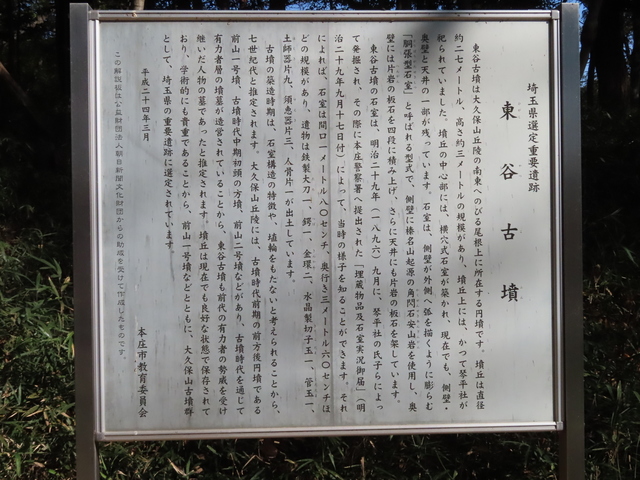 埼玉県選定重要遺跡
東谷古墳
東谷古墳は大久保山丘陵の南東へのびる尾根上に所在する円墳です。墳丘は直径
約二七メートル、高さ約三メートルの規模があり、墳丘上には、かつて琴平社が
祀られていました。墳丘の中心部には、横穴式石室が築かれ、現在でも、側壁・
奥壁と天井の一部が残っています。石室は、側壁が外側へ弧を描くように膨らむ
「胴張型石室」と呼ばれる型式で、側壁に榛名山起源の角閃石安山岩を使用し、奥
壁には片岩の板石を四段に積み上げ、さらに天井にも片岩の板石を架しています。
東谷古墳の石室は、明治二十九年（一八九六）九月に、琴平社の氏子らによっ
て発掘され、その際に本庄警察署へ提出された「埋蔵物品及石室実況御届」（明
治二十九年九月十七日付）によって、当時の様子を知ることができます。それ
によれば、石室は間口一メートル八〇センチ、奥行き三メートル六〇センチほ
どの規模があり、遺物は鉄製大刀一、鍔一、金環二、水晶製切子玉一、管玉一、
土師器片九、須恵器片三、人骨片一が出土しています。
古墳の築造時期は、石室構造の特徴や、埴輪をもたないと考えられることから、
七世紀代と推定されます。大久保山丘陵には、古墳時代前期の前方後円墳である
前山一号墳、古墳時代中期初頭の方墳、前山二号墳などがあり、古墳時代を通じて
有力者層の墳墓が造営されていることから、東谷古墳も前代の有力者の勢威を受け
継いだ人物の墓であったと推定されます。墳丘は現在でも良好な状態で保存されて
おり、学術的にも貴重であることから、前山一号墳などとともに、大久保山古墳群
として、埼玉県の重要遺跡に選定されています。
平成二十四年三月
本庄市教育委員会
この解説板は公益財団法人朝日新聞文化財団からの助成を受けて作成したものです。